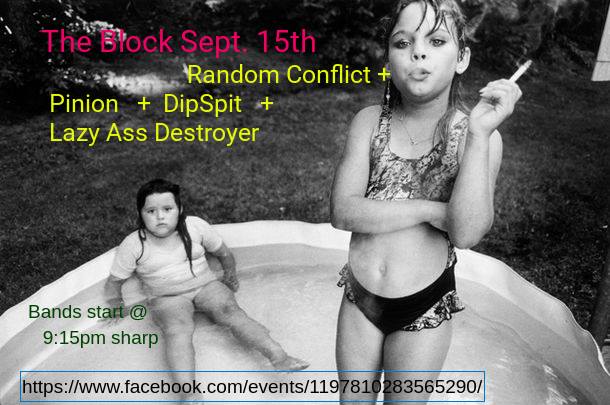 The Block Sept. 15th
Random Conflict +
Pinion + DipSpit +
Lazy Ass Destroyer
Bands start @
9:15pm sharp
https://www.facebook.com/events/1197810283565290/